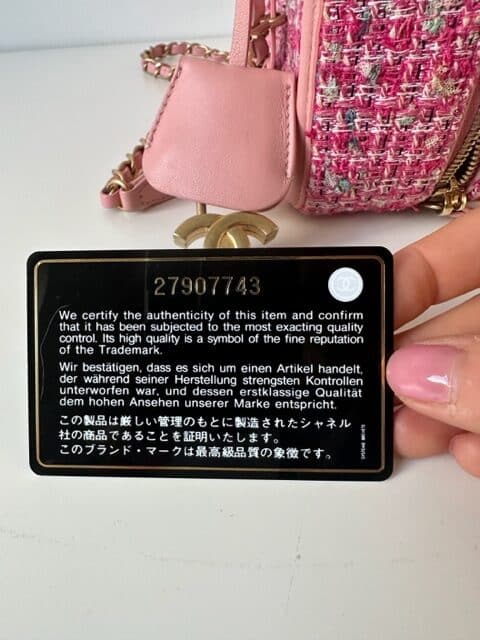 27907743
We certify the authenticity of this item and confirm
that it has been subjected to the most exacting quality
control. Its high quality is a symbol of the fine reputation
of the Trademark.
Wir bestätigen, dass es sich um einen Artikel handelt,
der während seiner Herstellung strengsten Kontrollen
unterworfen war, und dessen erstklassige Qualität
dem hohen Ansehen unserer Marke entspricht.
この製品は厳しい管理のもとに製造されたシャネル
社の商品であることを証明いたします。
このブランド・マークは最高級品質の象徴です。